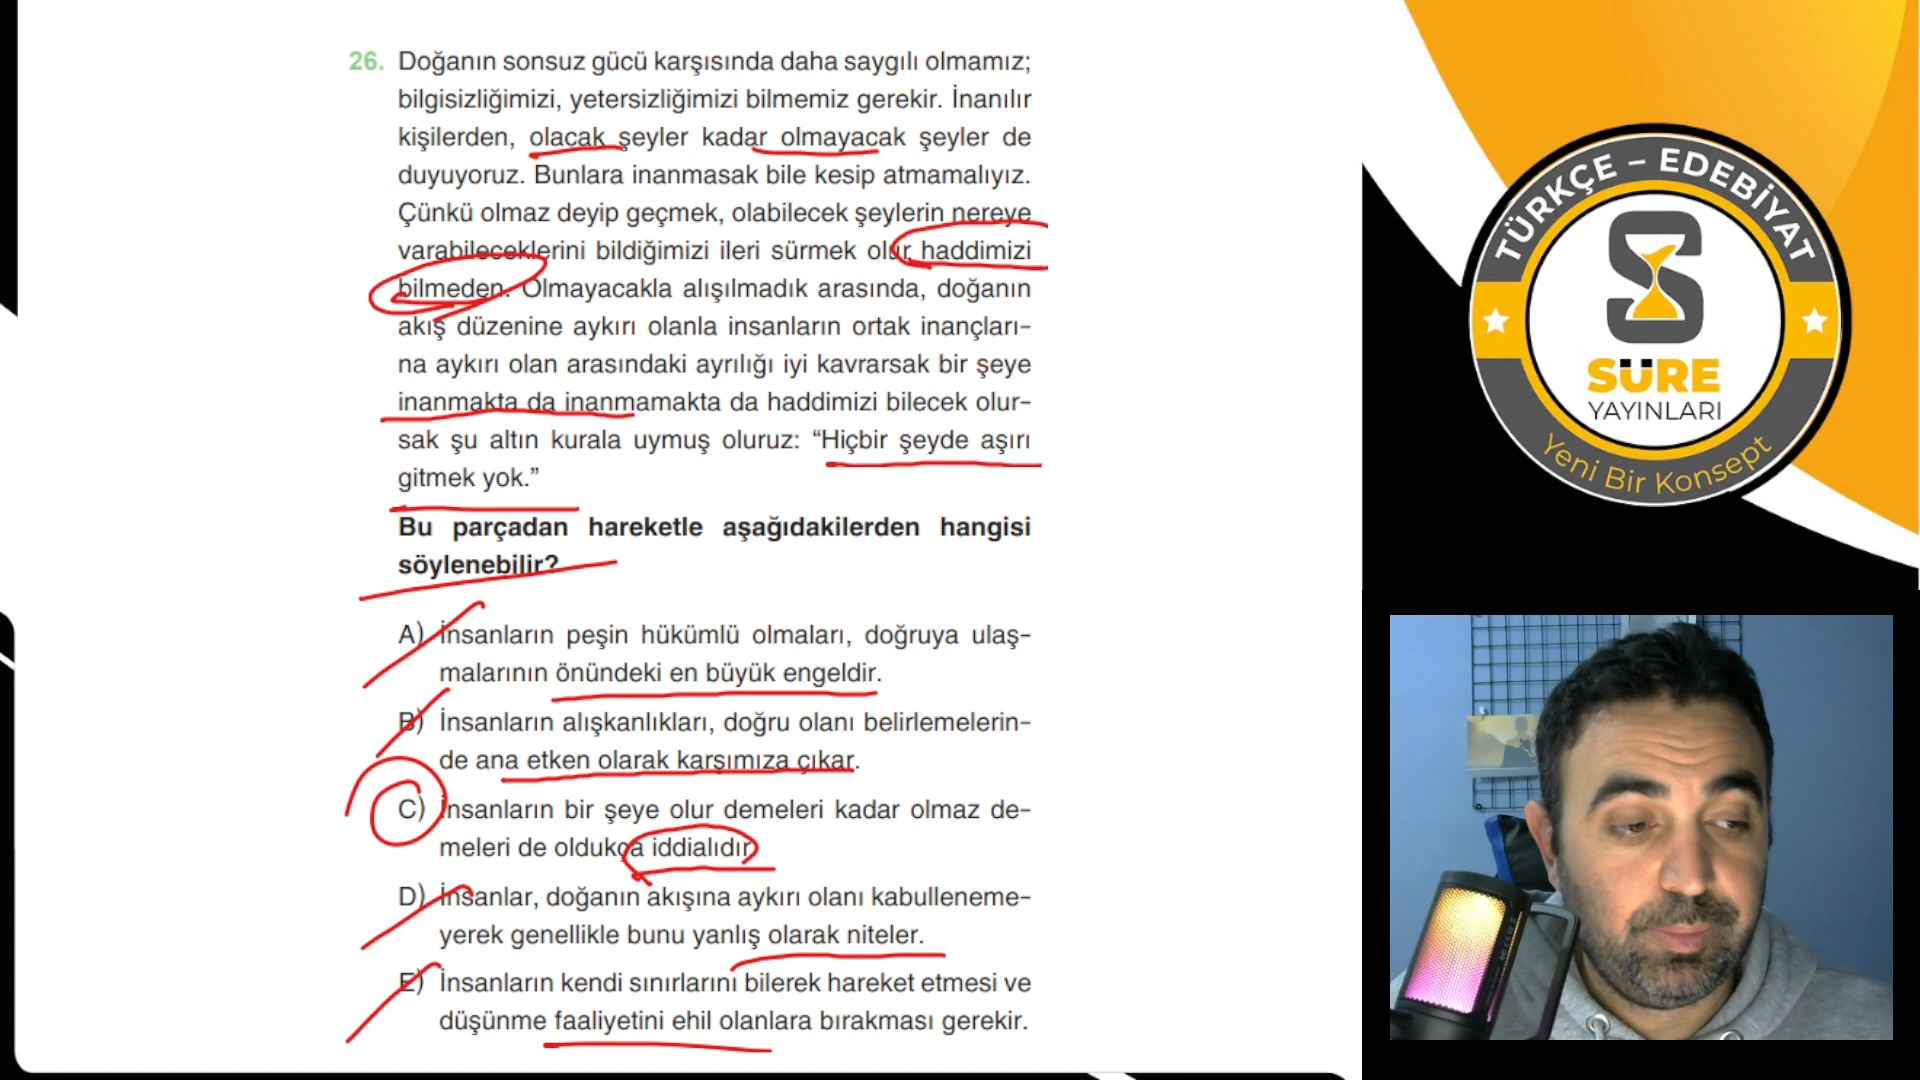 26. Doğanın sonsuz gücü karşısında daha saygılı olmamız;
bilgisizliğimizi, yetersizliğimizi bilmemiz gerekir. İnanılır
kişilerden, olacak şeyler kadar olmayacak şeyler de
duyuyoruz. Bunlara inanmasak bile kesip atmamalıyız.
Çünkü olmaz deyip geçmek, olabilecek şeylerin nereye
varabileceklerini bildiğimizi ileri sürmek olur, haddimizi
bilmeden. Olmayacakla alışılmadık arasında, doğanın
akış düzenine aykırı olanla insanların ortak inançları-
na aykırı olan arasındaki ayrılığı iyi kavrarsak bir şeye
inanmakta da inanmamakta da haddimizi bilecek olur-
sak şu altın kurala uymuş oluruz: “Hiçbir şeyde aşırı
gitmek yok.”
Bu parçadan hareketle aşağıdakilerden hangisi
söylenebilir?
A) İnsanların peşin hükümlü olmaları, doğruya ulaş-
malarının önündeki en büyük engeldir.
B) İnsanların alışkanlıkları, doğru olanı belirlemelerin-
de ana etken olarak karşımıza çıkar.
C) İnsanların bir şeye olur demeleri kadar olmaz de-
meleri de oldukça iddialıdır.
D) İnsanlar, doğanın akışına aykırı olanı kabulleneme-
yerek genellikle bunu yanlış olarak niteler.
E) İnsanların kendi sınırlarını bilerek hareket etmesi ve
düşünme faaliyetini ehil olanlara bırakması gerekir.
TÜRKÇE – EDEBİYAT
SÜRE
YAYINLARI
Yeni Bir Konsept